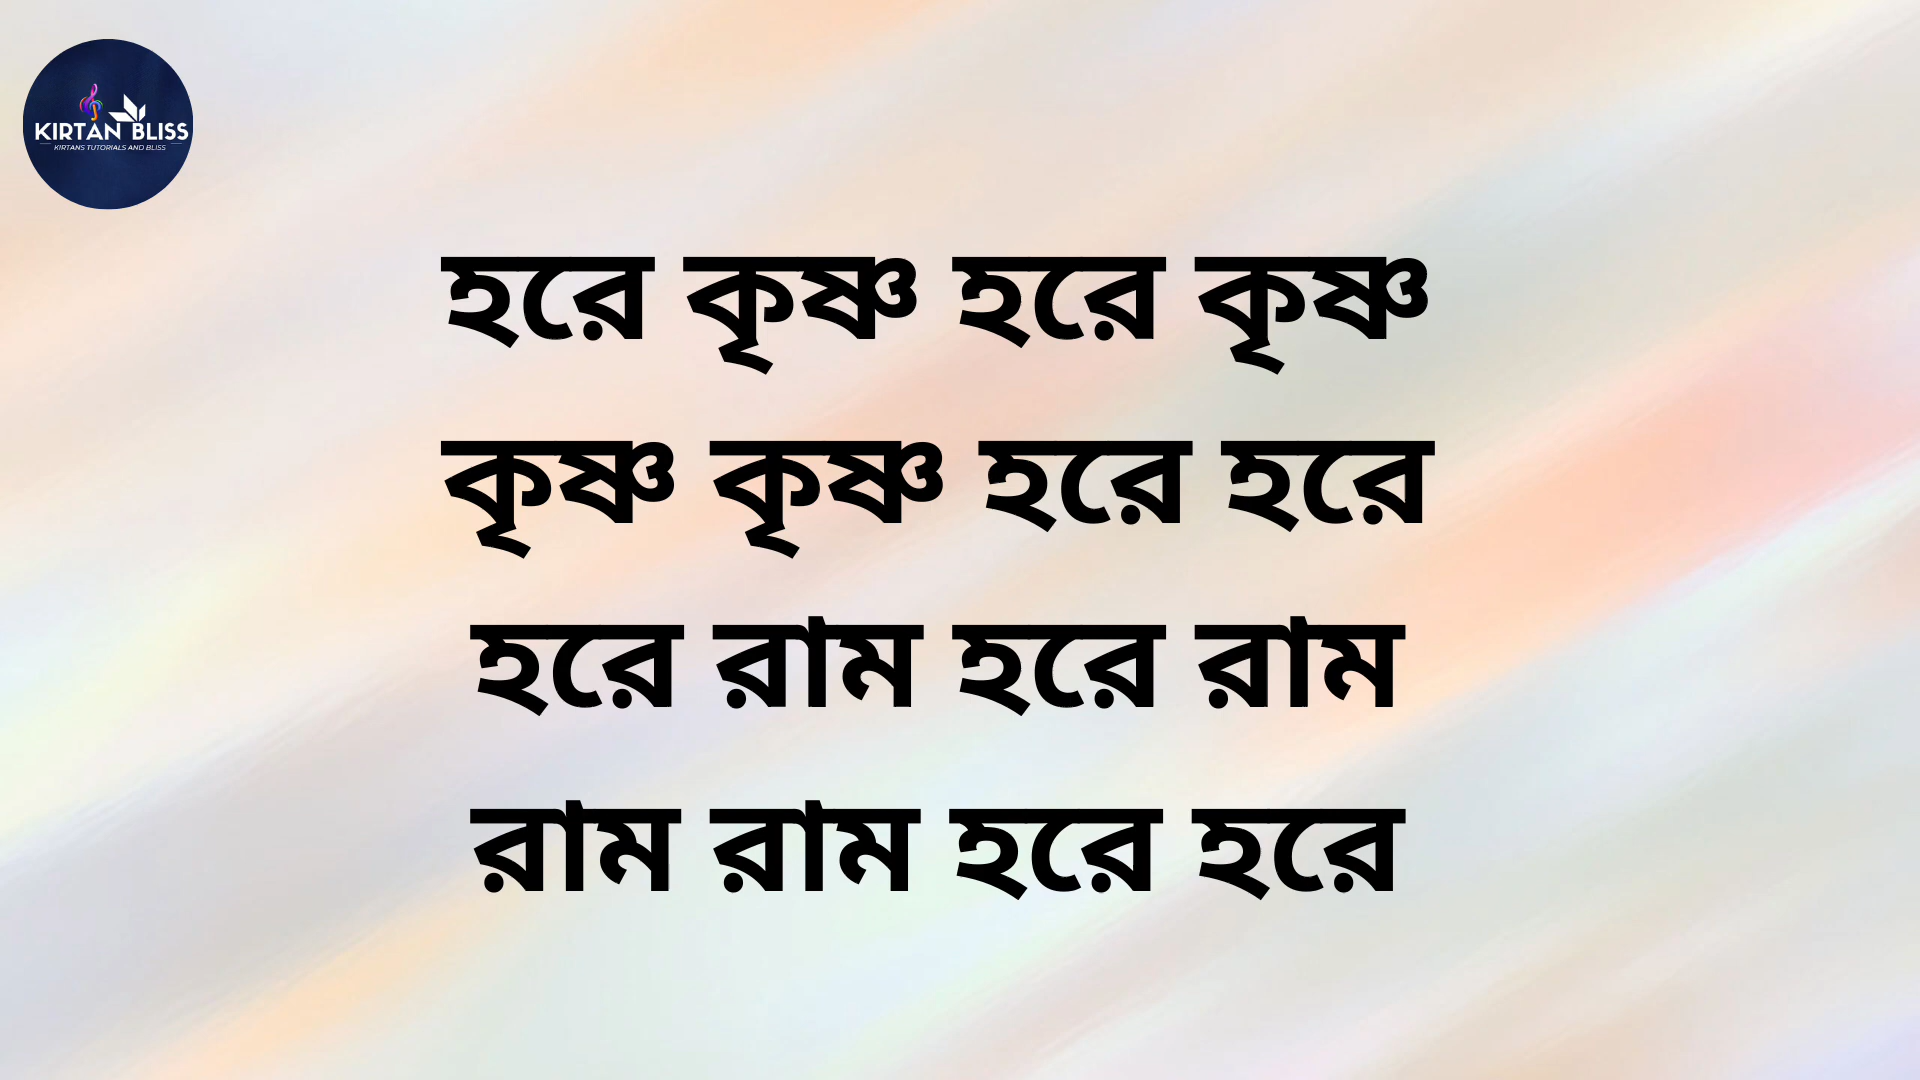 KIRTAN BLISS
KIRTANS TUTORIALS AND BLISS
হরে কৃষ্ণ হরে কৃষ্ণ
কৃষ্ণ কৃষ্ণ হরে হরে
হরে রাম হরে রাম
রাম রাম হরে হরে